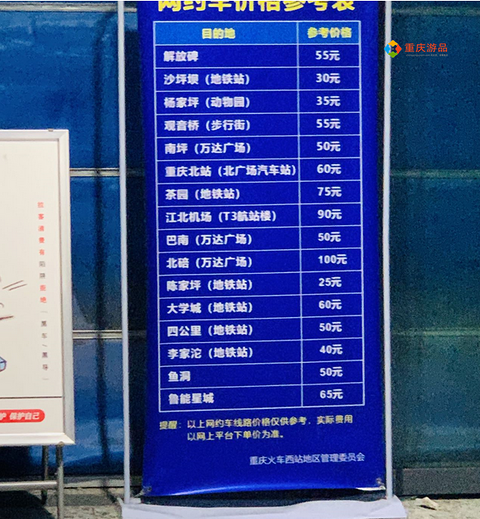 网约车价格参考表
目的地 参考价格
解放碑 55元
沙坪坝（地铁站） 30元
杨家坪（动物园） 35元
观音桥（步行街） 55元
南坪（万达广场） 50元
重庆北站（北广场汽车站） 60元
茶园（地铁站） 75元
江北机场（T3航站楼） 90元
巴南（万达广场） 50元
北碚（万达广场） 100元
陈家坪（地铁站） 25元
大学城（地铁站） 60元
四公里（地铁站） 50元
李家沱（地铁站） 40元
鱼洞 50元
鲁能星城 65元
提醒：以上网约车线路价格仅供参考，实际费用
以网上平台下单价为准。
重庆火车西站地区管理委员会
重庆游品
拒绝黑车、黑导
保护自己